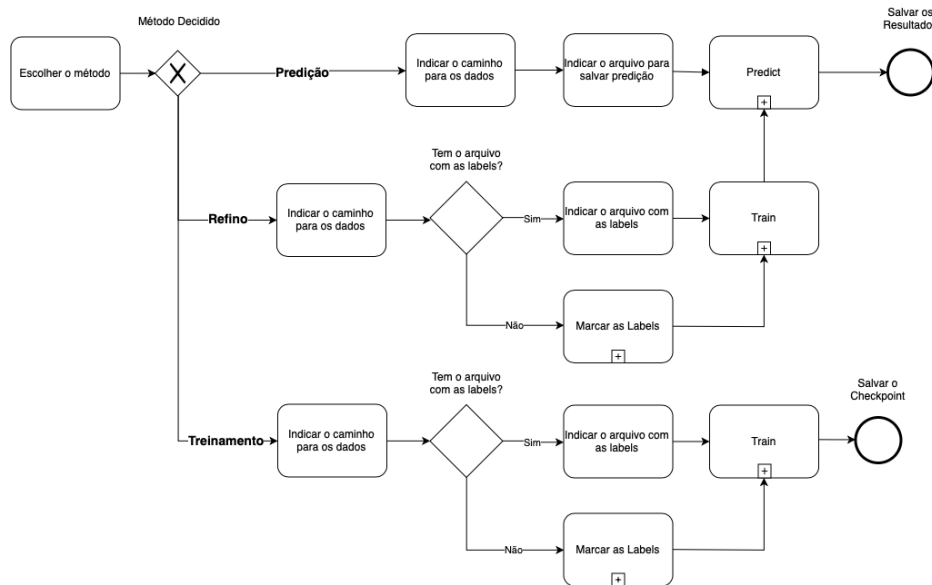 Método Decidido
Salvar os
Resultado
Escolher o método
Predição
Indicar o caminho
para os dados
Indicar o arquivo para
salvar predição
Predict
Tem o arquivo
com as labels?
Refino
Indicar o caminho
para os dados
Sim
Indicar o arquivo com
as labels
Train
Não
Marcar as Labels
Tem o arquivo
com as labels?
Salvar o
Checkpoint
Treinamento
Indicar o caminho
para os dados
Sim
Indicar o arquivo com
as labels
Train
Não
Marcar as Labels